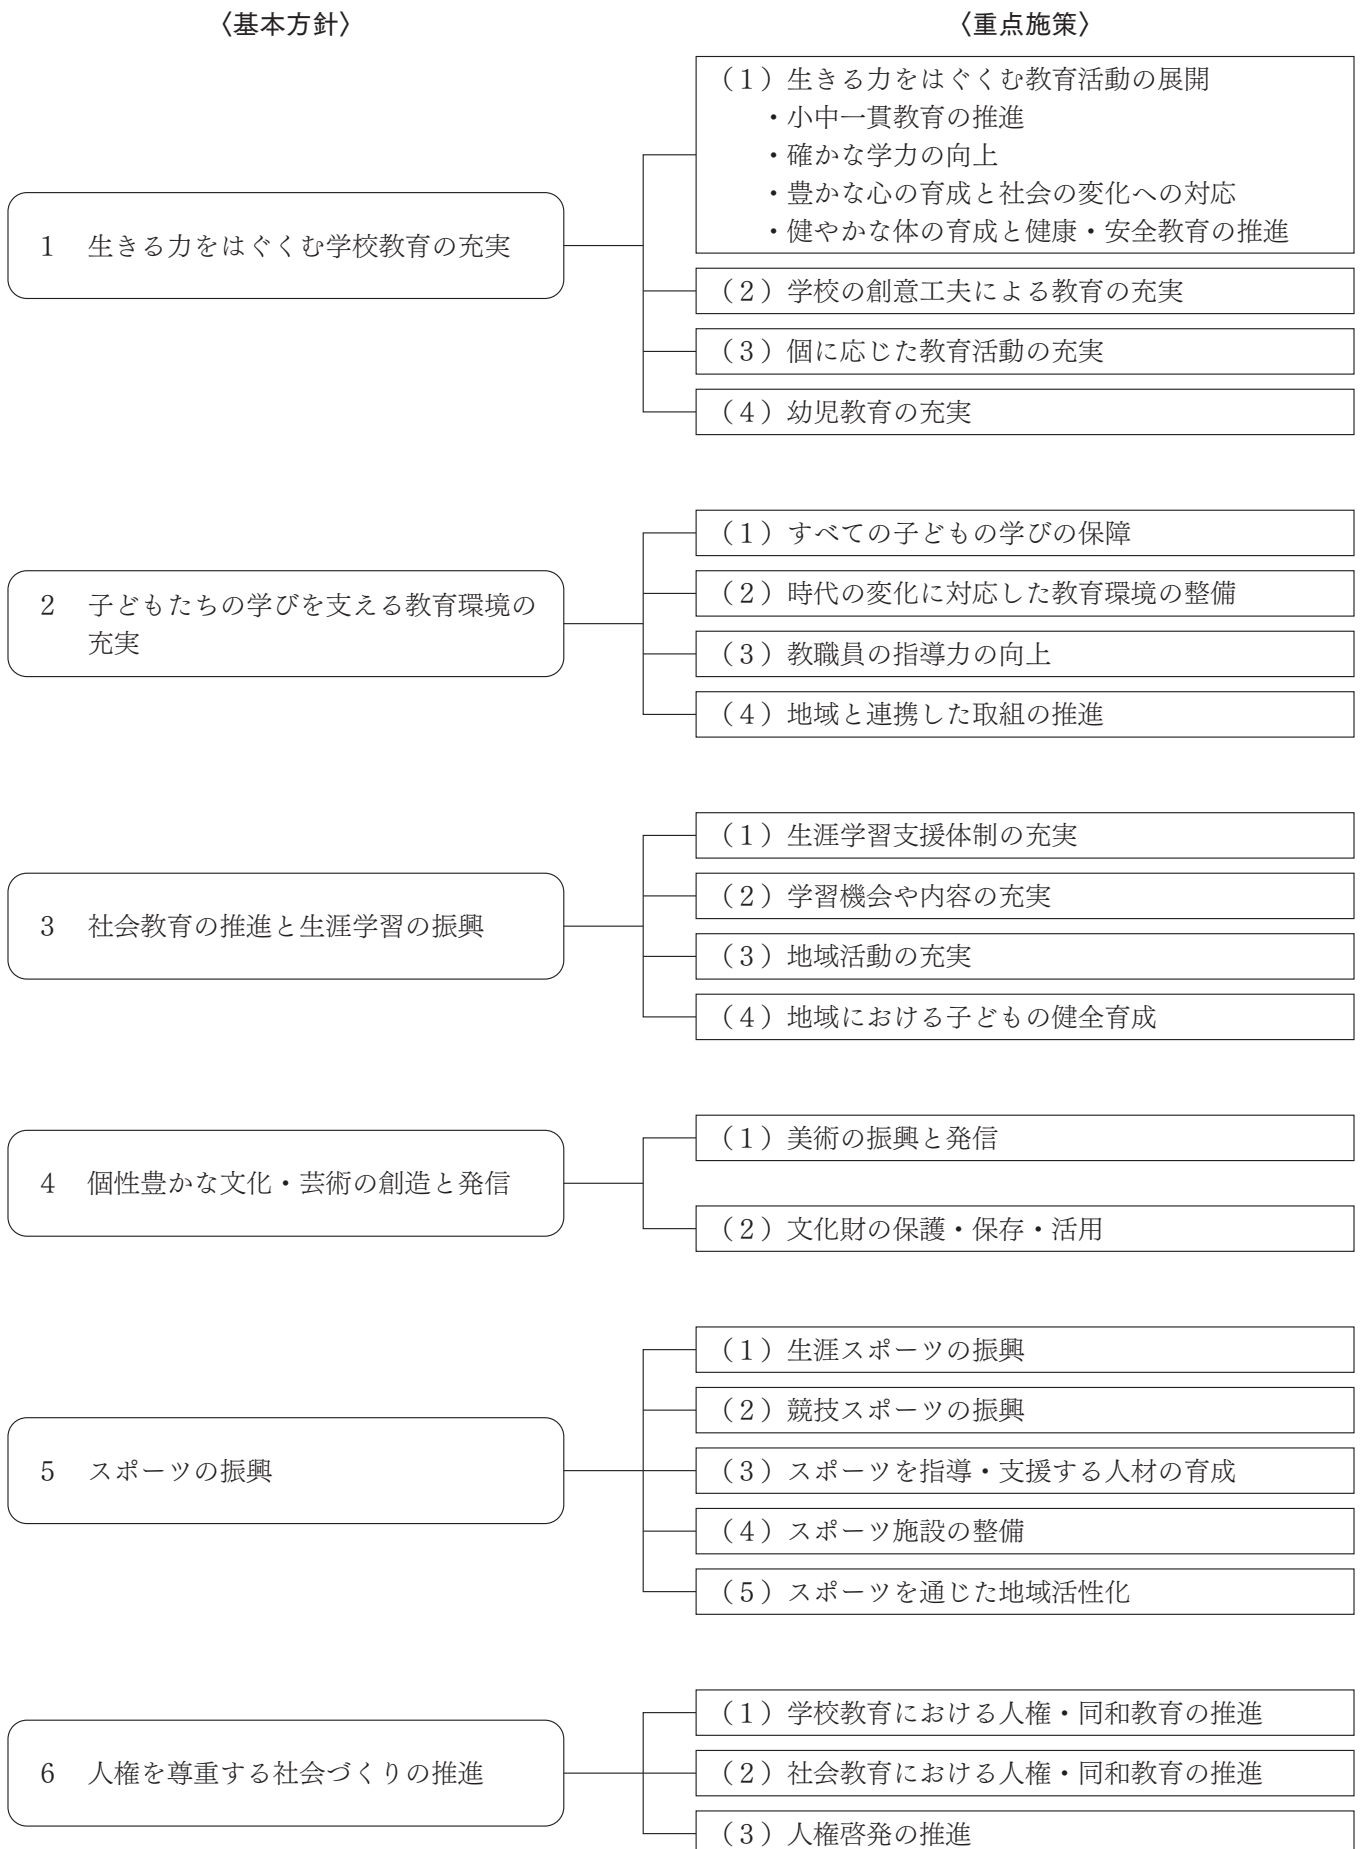 〈基本方針〉
〈重点施策〉
1 生きる力をはぐくむ学校教育の充実
(1)生きる力をはぐくむ教育活動の展開
・小中一貫教育の推進
・確かな学力の向上
・豊かな心の育成と社会の変化への対応
・健やかな体の育成と健康・安全教育の推進
(2)学校の創意工夫による教育の充実
(3)個に応じた教育活動の充実
(4)幼児教育の充実
2 子どもたちの学びを支える教育環境の
充実
(1)すべての子どもの学びの保障
(2)時代の変化に対応した教育環境の整備
(3)教職員の指導力の向上
(4)地域と連携した取組の推進
3 社会教育の推進と生涯学習の振興
(1)生涯学習支援体制の充実
(2)学習機会や内容の充実
(3)地域活動の充実
(4)地域における子どもの健全育成
4 個性豊かな文化・芸術の創造と発信
(1)美術の振興と発信
(2)文化財の保護・保存・活用
5 スポーツの振興
(1)生涯スポーツの振興
(2)競技スポーツの振興
(3)スポーツを指導・支援する人材の育成
(4)スポーツ施設の整備
(5)スポーツを通じた地域活性化
6 人権を尊重する社会づくりの推進
(1)学校教育における人権・同和教育の推進
(2)社会教育における人権・同和教育の推進
(3)人権啓発の推進